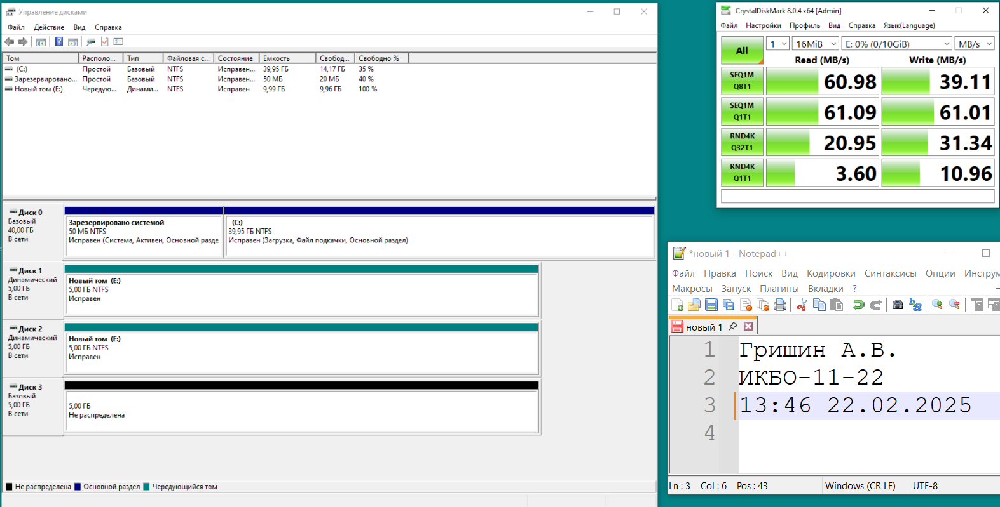 Управление дисками
Файл Действие Вид Справка
Том Располо... Тип Файловая с... Состояние Емкость Свобод... Свободно %
(C:) Простой Базовый NTFS Исправен... 39,95 ГБ 14,17 ГБ 35 %
Зарезервировано... Простой Базовый NTFS Исправен... 50 МБ 20 МБ 40 %
Новый том (E:) Чередую... Динами... NTFS Исправен 9,99 ГБ 9,96 ГБ 100 %
Диск 0
Базовый
40,00 ГБ
В сети
Зарезервировано системой
50 МБ NTFS
Исправен (Система, Активен, Основной разде
(C:)
39,95 ГБ NTFS
Исправен (Загрузка, Файл подкачки, Основной раздел)
Диск 1
Динамический
5,00 ГБ
В сети
Новый том (E:)
5,00 ГБ NTFS
Исправен
Диск 2
Динамический
5,00 ГБ
В сети
Новый том (E:)
5,00 ГБ NTFS
Исправен
Диск 3
Базовый
5,00 ГБ
В сети
5,00 ГБ
Не распределена
Не распределена Основной раздел Чередующийся том
CrystalDiskMark 8.0.4 x64 [Admin]
Файл Настройки Профиль Вид Справка Язык(Language)
All 1 16MiB E: 0% (0/10GiB) MB/s
Read (MB/s) Write (MB/s)
SEQ1M
Q8T1 60.98 39.11
SEQ1M
Q1T1 61.09 61.01
RND4K
Q32T1 20.95 31.34
RND4K
Q1T1 3.60 10.96
*новый 1 - Notepad++
Файл Правка Поиск Вид Кодировки Синтаксисы Опции Инструм
Макросы Запуск Плагины Вкладки ? +
новый 1
1 Гришин А.В.
2 ИКБО-11-22
3 13:46 22.02.2025
4
Ln : 3 Col : 6 Pos : 43 Windows (CR LF) UTF-8